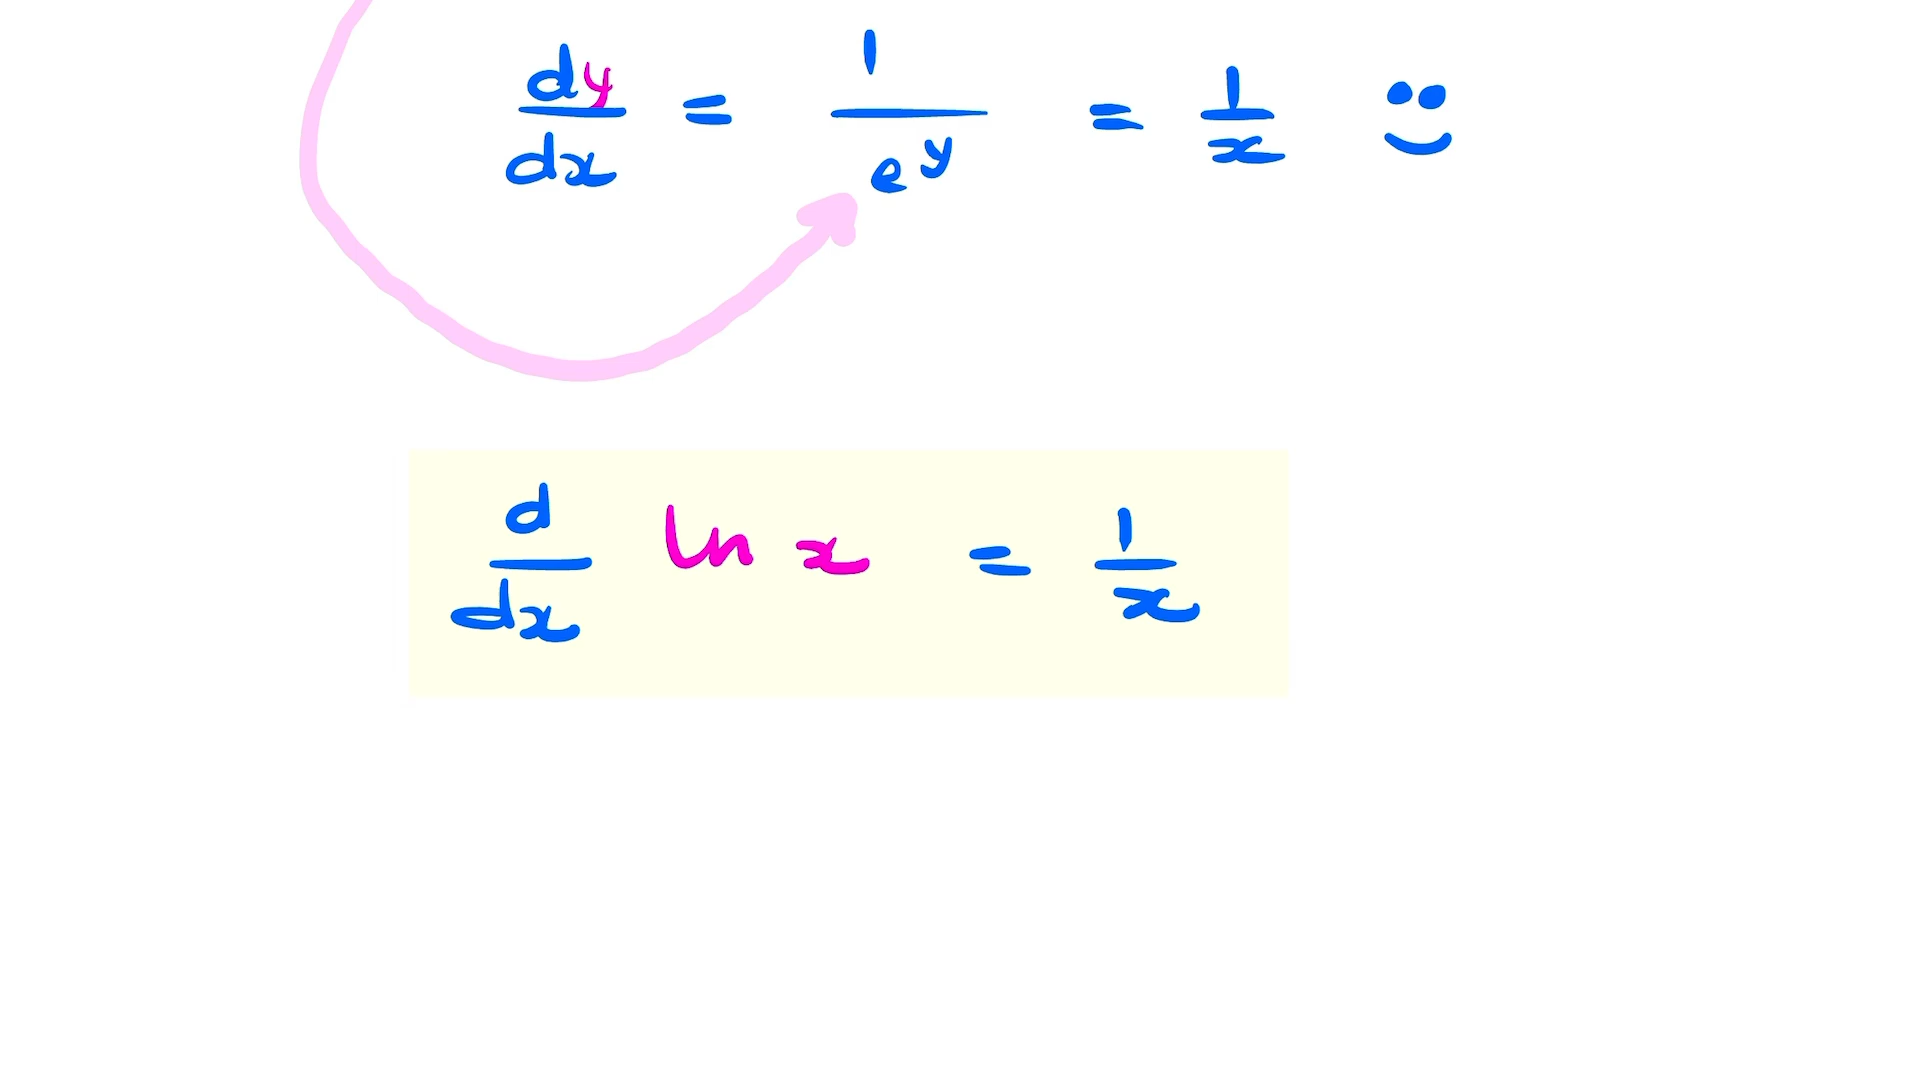 dy/dx = 1/e^y = 1/x
d/dx ln x = 1/x